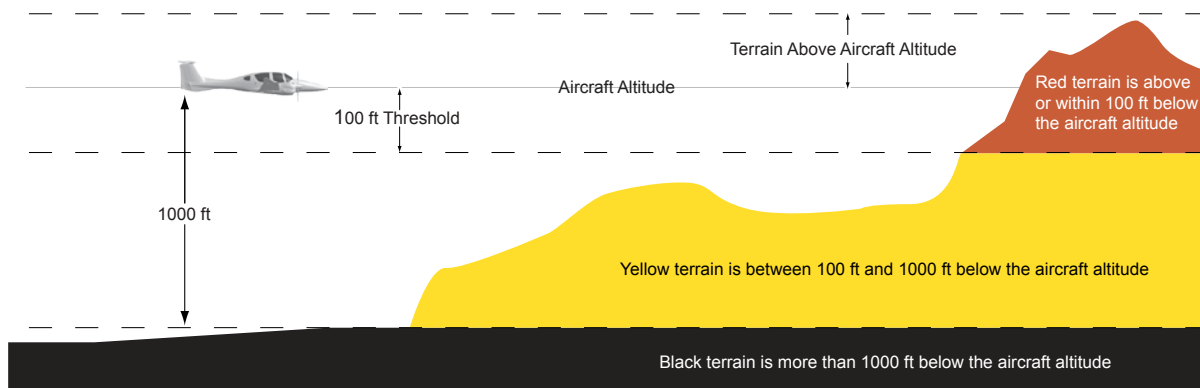 Terrain Above Aircraft Altitude
Aircraft Altitude
100 ft Threshold
Red terrain is above
or within 100 ft below
the aircraft altitude
1000 ft
Yellow terrain is between 100 ft and 1000 ft below the aircraft altitude
Black terrain is more than 1000 ft below the aircraft altitude